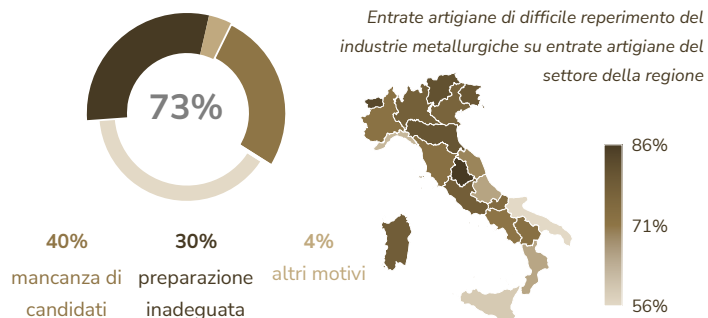 Entrate artigiane di difficile reperimento del
industrie metallurgiche su entrate artigiane del
settore della regione
73%
86%
71%
56%
40%
mancanza di
candidati
30%
preparazione
inadeguata
4%
altri motivi